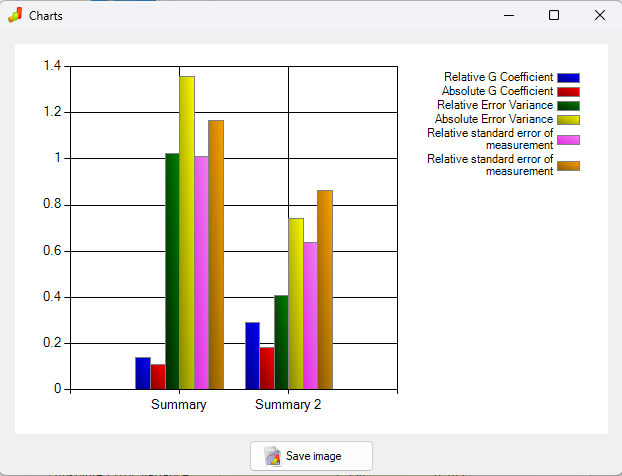 Charts
1.4
1.2
1
0.8
0.6
0.4
0.2
0
Summary
Summary 2
Relative G Coefficient
Absolute G Coefficient
Relative Error Variance
Absolute Error Variance
Relative standard error of
measurement
Relative standard error of
measurement
Save image